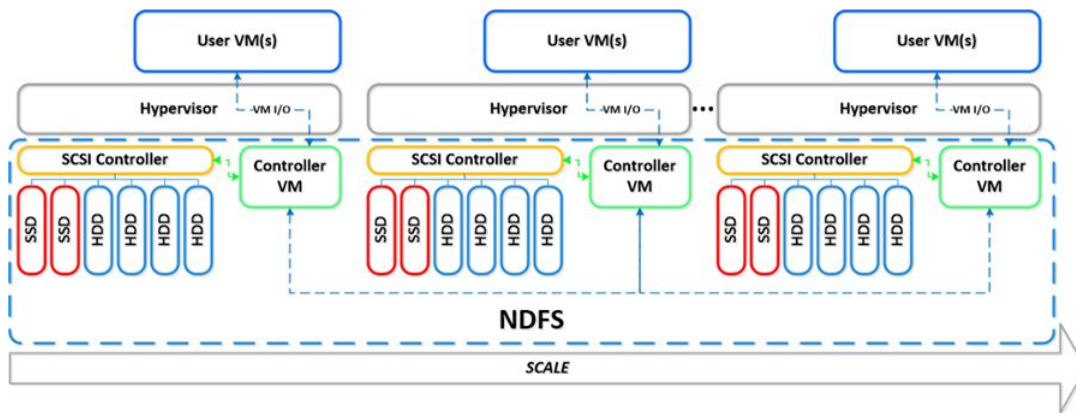 User VM(s)
User VM(s)
User VM(s)
Hypervisor
VM I/O
Hypervisor
VM I/O
...
Hypervisor
VM I/O
SCSI Controller
Controller
VM
SSD
SSD
HDD
HDD
HDD
HDD
SCSI Controller
Controller
VM
SSD
SSD
HDD
HDD
HDD
HDD
SCSI Controller
Controller
VM
SSD
SSD
HDD
HDD
HDD
HDD
NDFS
SCALE